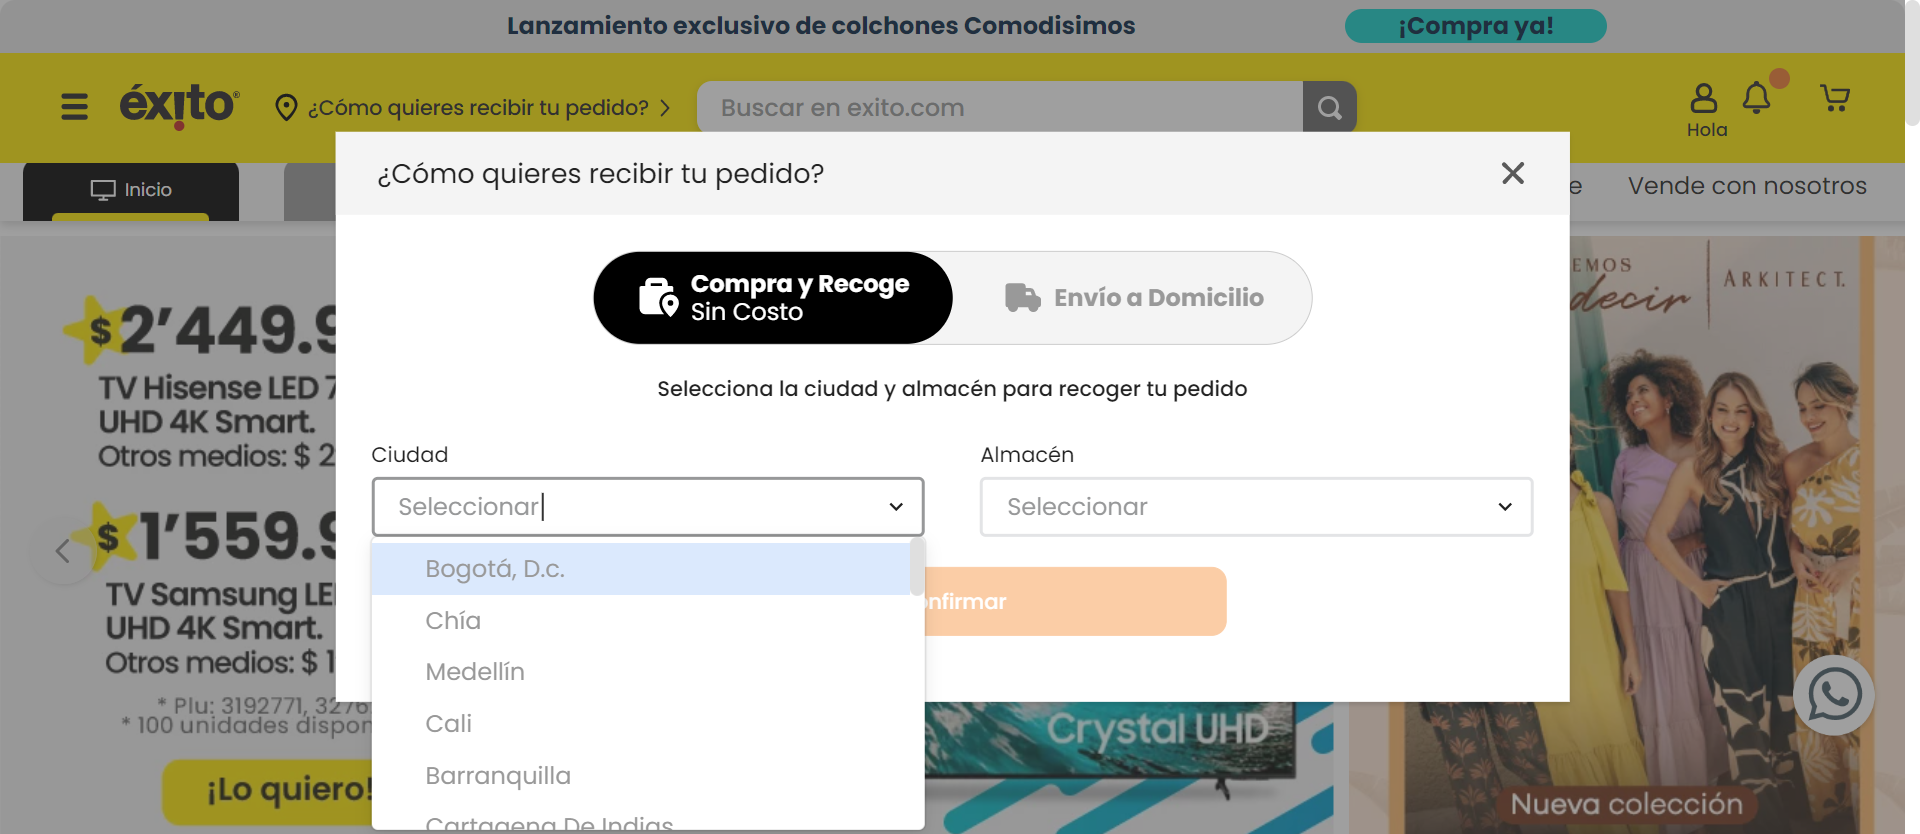 Lanzamiento exclusivo de colchones Comodisimos
¡Compra ya!
éxito
¿Cómo quieres recibir tu pedido?
Buscar en exito.com
Hola
Inicio
Vende con nosotros
¿Cómo quieres recibir tu pedido?
Compra y Recoge
Sin Costo
Envío a Domicilio
Selecciona la ciudad y almacén para recoger tu pedido
Ciudad
Seleccionar
Almacén
Seleccionar
Bogotá, D.c.
Chía
Medellín
Cali
Barranquilla
Cartagena De Indias
onfirmar
$2'449.9
TV Hisense LED 7
UHD 4K Smart.
Otros medios: $ 2
$1'559.9
TV Samsung LE
UHD 4K Smart.
Otros medios: $ 1
* Plu: 3192771, 3276
* 100 unidades dispon
¡Lo quiero!
Crystal UHD
EMOS
decir
ARKITECT.
Nueva colección